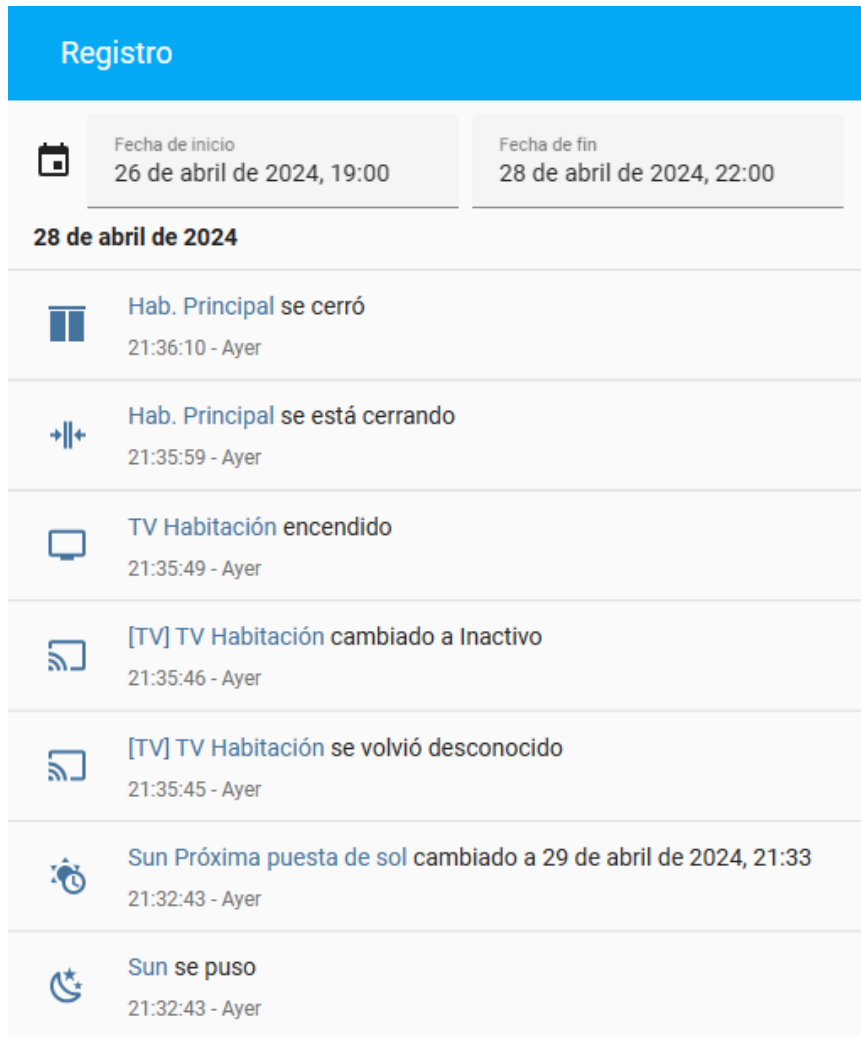 Registro
Fecha de inicio
26 de abril de 2024, 19:00
Fecha de fin
28 de abril de 2024, 22:00
28 de abril de 2024
Hab. Principal se cerró
21:36:10 - Ayer
Hab. Principal se está cerrando
21:35:59 - Ayer
TV Habitación encendido
21:35:49 - Ayer
[TV] TV Habitación cambiado a Inactivo
21:35:46 - Ayer
[TV] TV Habitación se volvió desconocido
21:35:45 - Ayer
Sun Próxima puesta de sol cambiado a 29 de abril de 2024, 21:33
21:32:43 - Ayer
Sun se puso
21:32:43 - Ayer